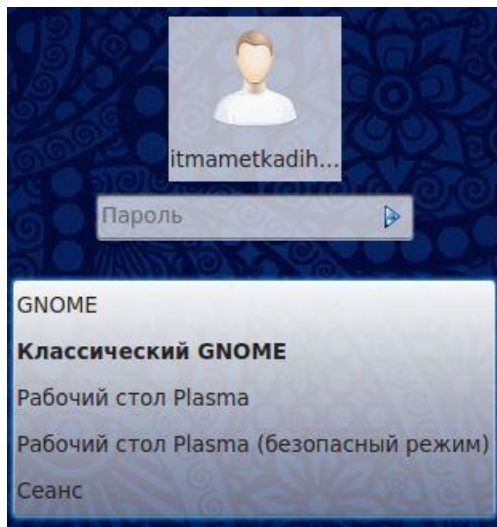 itmametkadih...
Пароль
GNOME
Классический GNOME
Рабочий стол Plasma
Рабочий стол Plasma (безопасный режим)
Сеанс